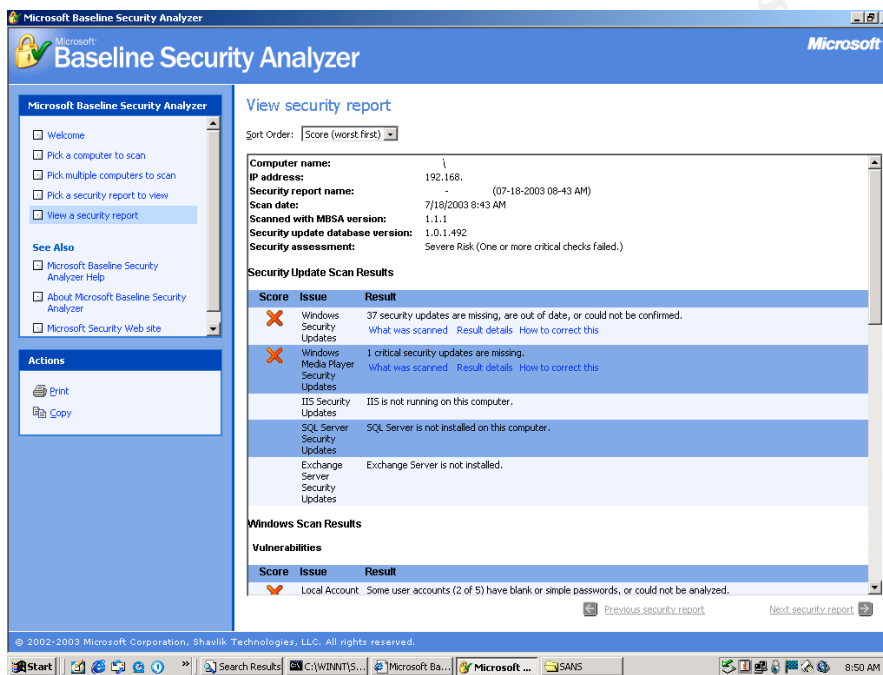 Microsoft Baseline Security Analyzer
Microsoft
Baseline Security Analyzer
Microsoft
Microsoft Baseline Security Analyzer
Welcome
Pick a computer to scan
Pick multiple computers to scan
Pick a security report to view
View a security report
See Also
Microsoft Baseline Security
Analyzer Help
About Microsoft Baseline Security
Analyzer
Microsoft Security Web site
Actions
Print
Copy
View security report
Sort Order: Score (worst first)
Computer name: \
IP address: 192.168.
Security report name: - (07-18-2003 08-43 AM)
Scan date: 7/18/2003 8:43 AM
Scanned with MBSA version: 1.1.1
Security update database version: 1.0.1.492
Security assessment: Severe Risk (One or more critical checks failed.)
Security Update Scan Results
Score Issue Result
Windows Security Updates 37 security updates are missing, are out of date, or could not be confirmed.
What was scanned Result details How to correct this
Windows Media Player Security Updates 1 critical security updates are missing.
What was scanned Result details How to correct this
IIS Security Updates IIS is not running on this computer.
SQL Server Security Updates SQL Server is not installed on this computer.
Exchange Server Security Updates Exchange Server is not installed.
Windows Scan Results
Vulnerabilities
Score Issue Result
Local Account Some user accounts (2 of 5) have blank or simple passwords, or could not be analyzed.
Previous security report Next security report
© 2002-2003 Microsoft Corporation, Shavlik Technologies, LLC. All rights reserved.
Start » Search Results C:\WINNT\S... Microsoft Ba... Microsoft ... SANS 8:50 AM